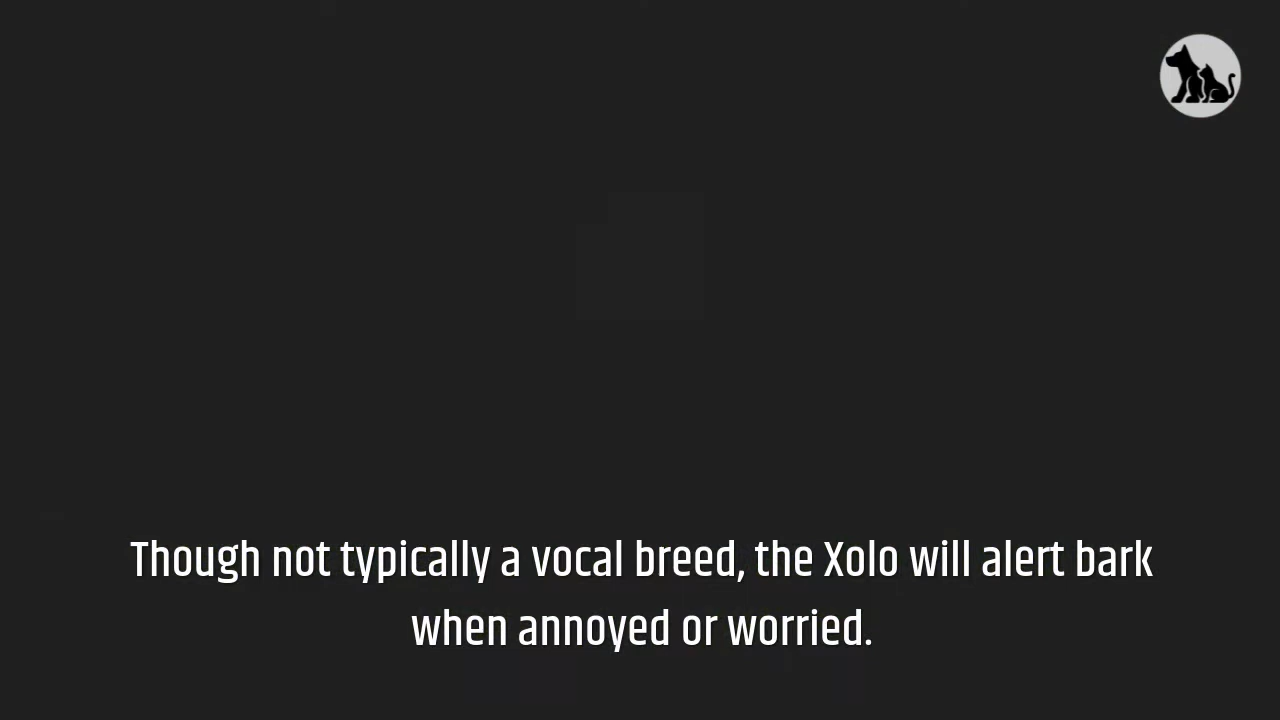 Though not typically a vocal breed, the Xolo will alert bark
when annoyed or worried.